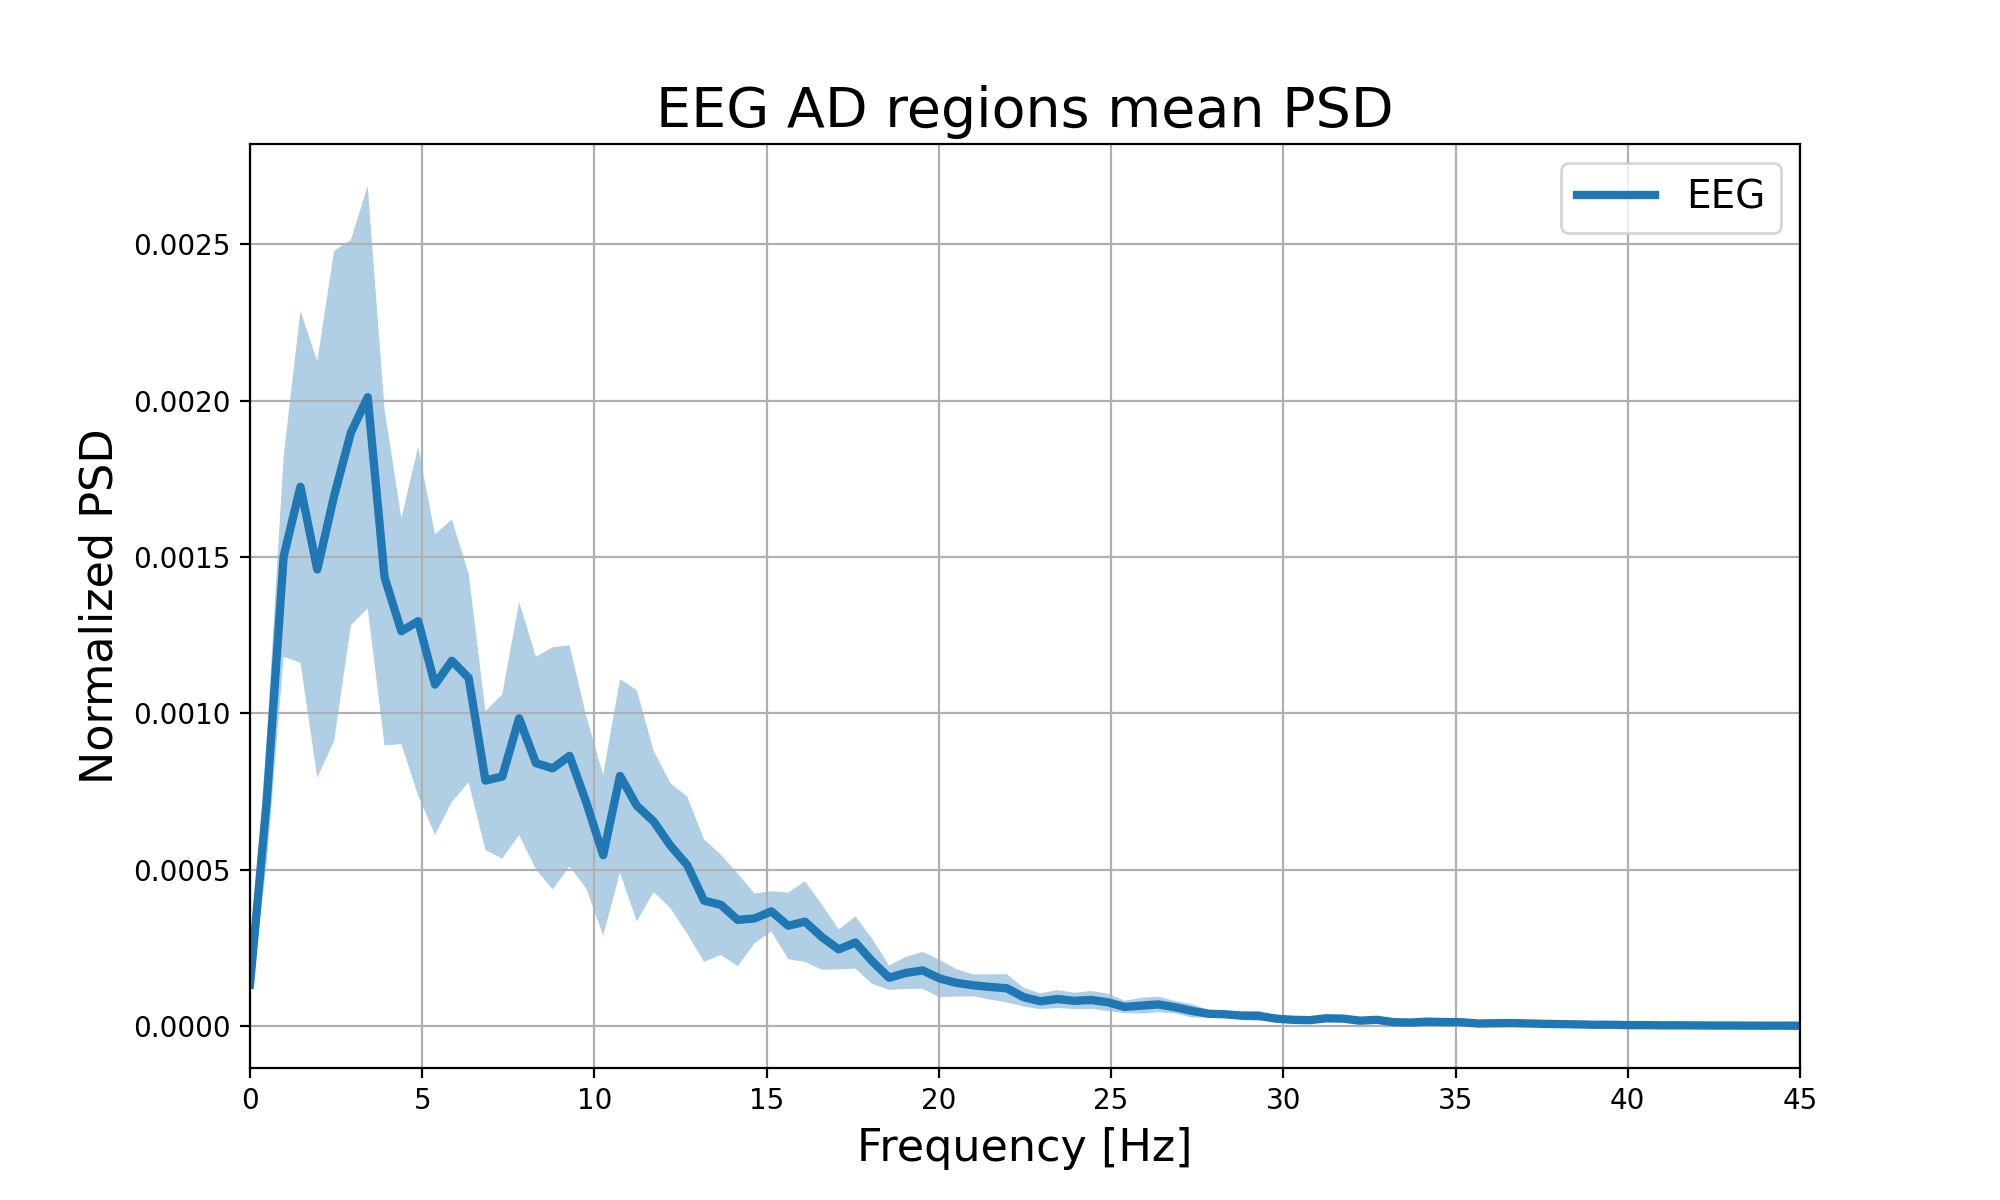 EEG AD regions mean PSD
EEG
0.0025
0.0020
0.0015
0.0010
0.0005
0.0000
Normalized PSD
0 5 10 15 20 25 30 35 40 45
Frequency [Hz]